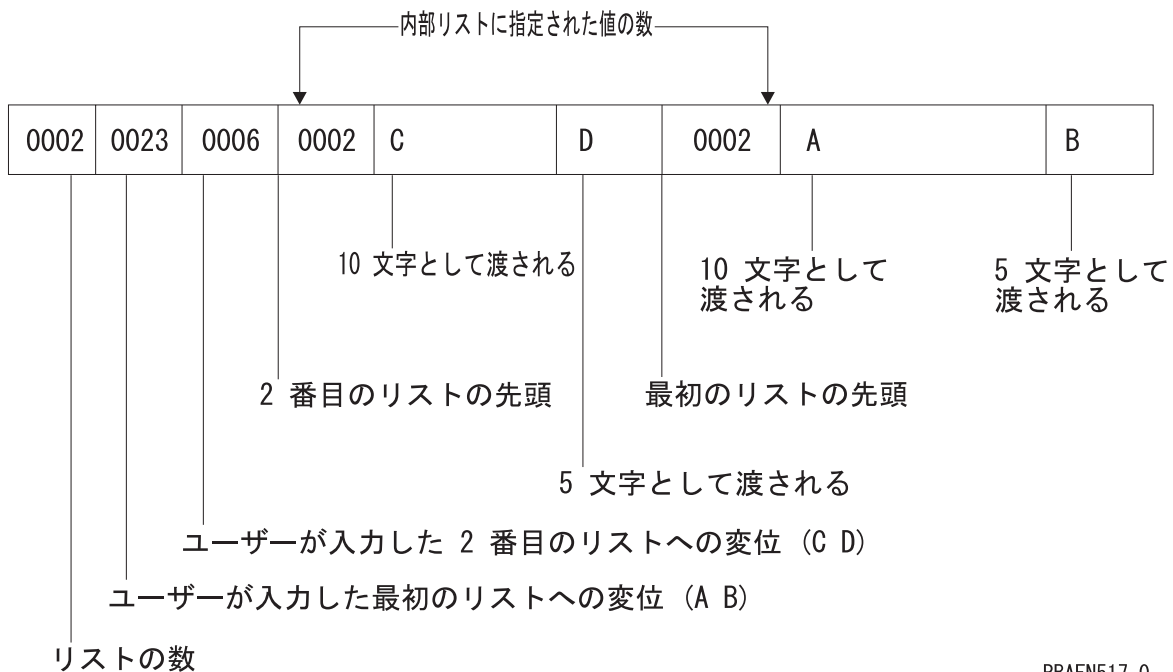 内部リストに指定された値の数
0002 0023 0006 0002 C D 0002 A B
10 文字として渡される
10 文字として
渡される
5 文字として
渡される
2 番目のリストの先頭
最初のリストの先頭
5 文字として渡される
ユーザーが入力した 2 番目のリストへの変位 (C D)
ユーザーが入力した最初のリストへの変位 (A B)
リストの数